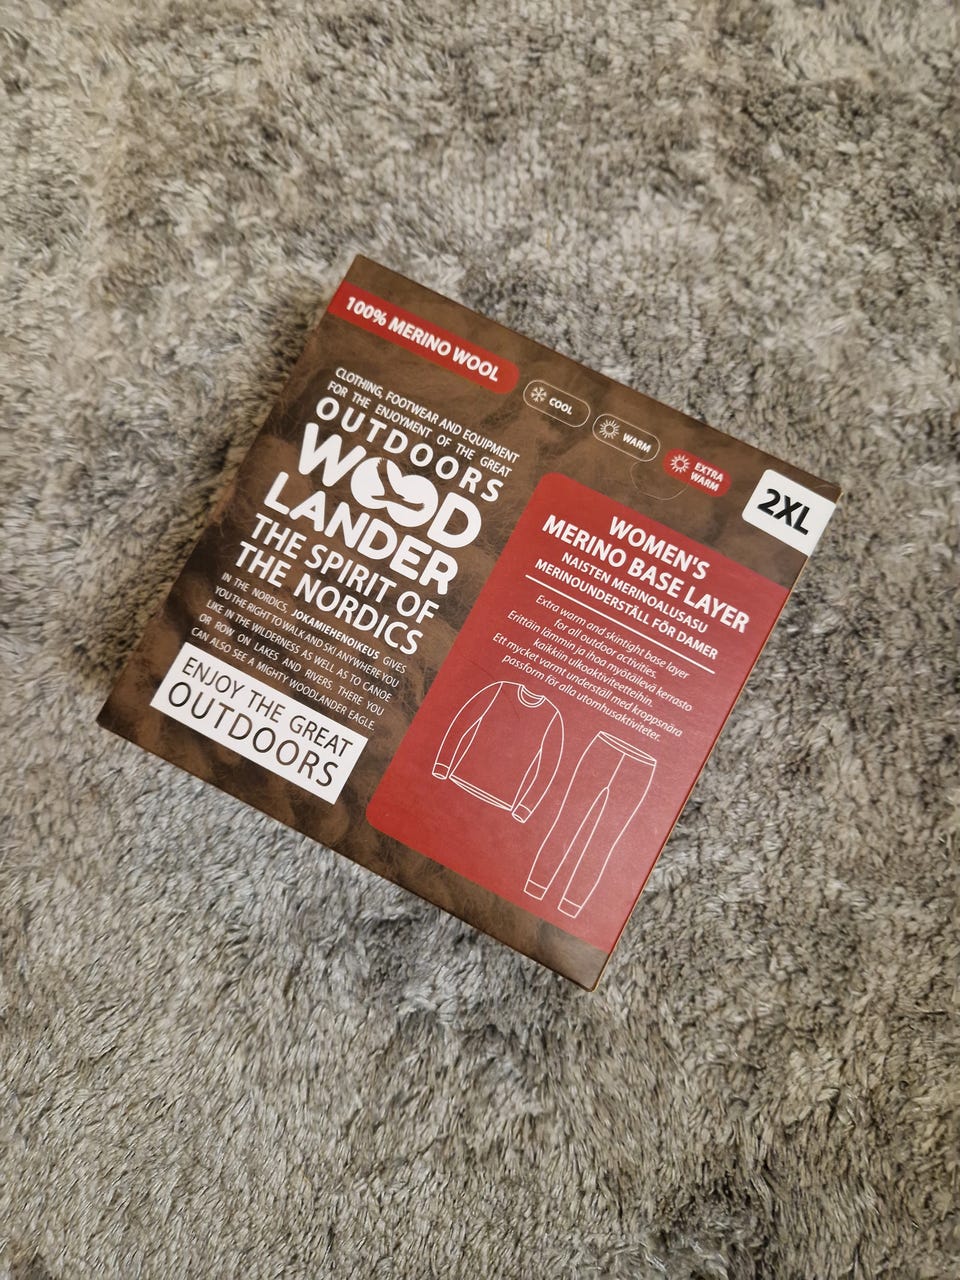 100% MERINO WOOL
COOL
WARM
EXTRA
WARM
2XL
CLOTHING, FOOTWEAR AND EQUIPMENT
FOR THE ENJOYMENT OF THE GREAT
OUTDOORS
WOOD
LANDER
THE SPIRIT OF
THE NORDICS
IN THE NORDICS, JOKAMIEHENOIKEUS GIVES
YOU THE RIGHT TO WALK AND SKI ANYWHERE YOU
LIKE IN THE WILDERNESS AS WELL AS TO CANOE
OR ROW ON LAKES AND RIVERS. THERE YOU
CAN ALSO SEE A MIGHTY WOODLANDER EAGLE.
ENJOY THE GREAT
OUTDOORS
WOMEN'S
MERINO BASE LAYER
NAISTEN MERINOALUSASU
MERINOUNDERSTÄLL FÖR DAMER
Extra warm and skintight base layer
for all outdoor activities.
Erittäin lämmin ja ihoa myötäilevä kerrasto
kaikkiin ulkoaktiviteetteihin.
Ett mycket varmt underställ med kroppsnära
passform för alla utomhusaktiviteter.